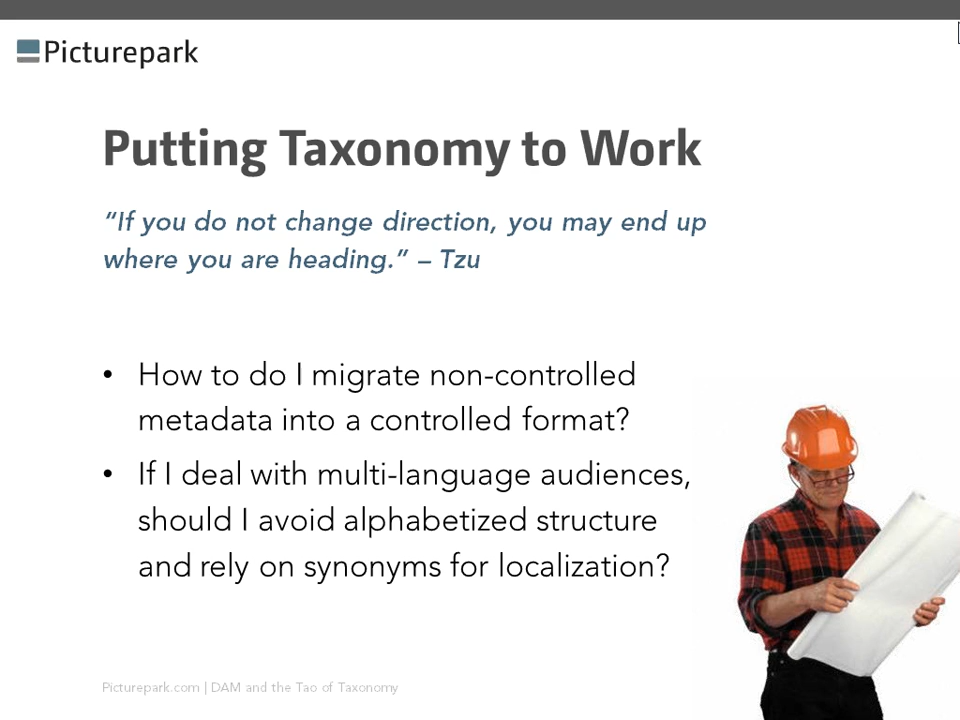 Picturepark
Putting Taxonomy to Work
“If you do not change direction, you may end up
where you are heading.” – Tzu
• How to do I migrate non-controlled
metadata into a controlled format?
• If I deal with multi-language audiences,
should I avoid alphabetized structure
and rely on synonyms for localization?
Picturepark.com | DAM and the Tao of Taxonomy